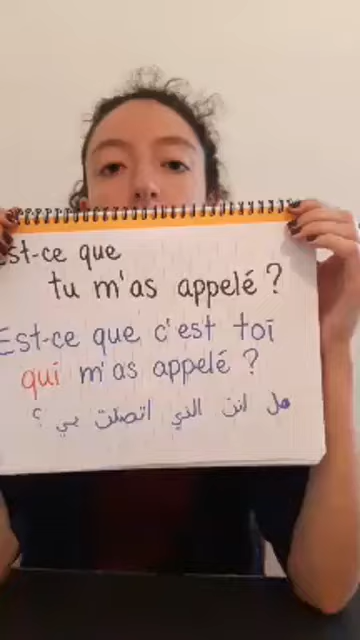 st-ce que
tu m'as appelé ?
Est-ce que c'est toi
qui m'as appelé ?
هل انت الذي اتصلت بي ؟